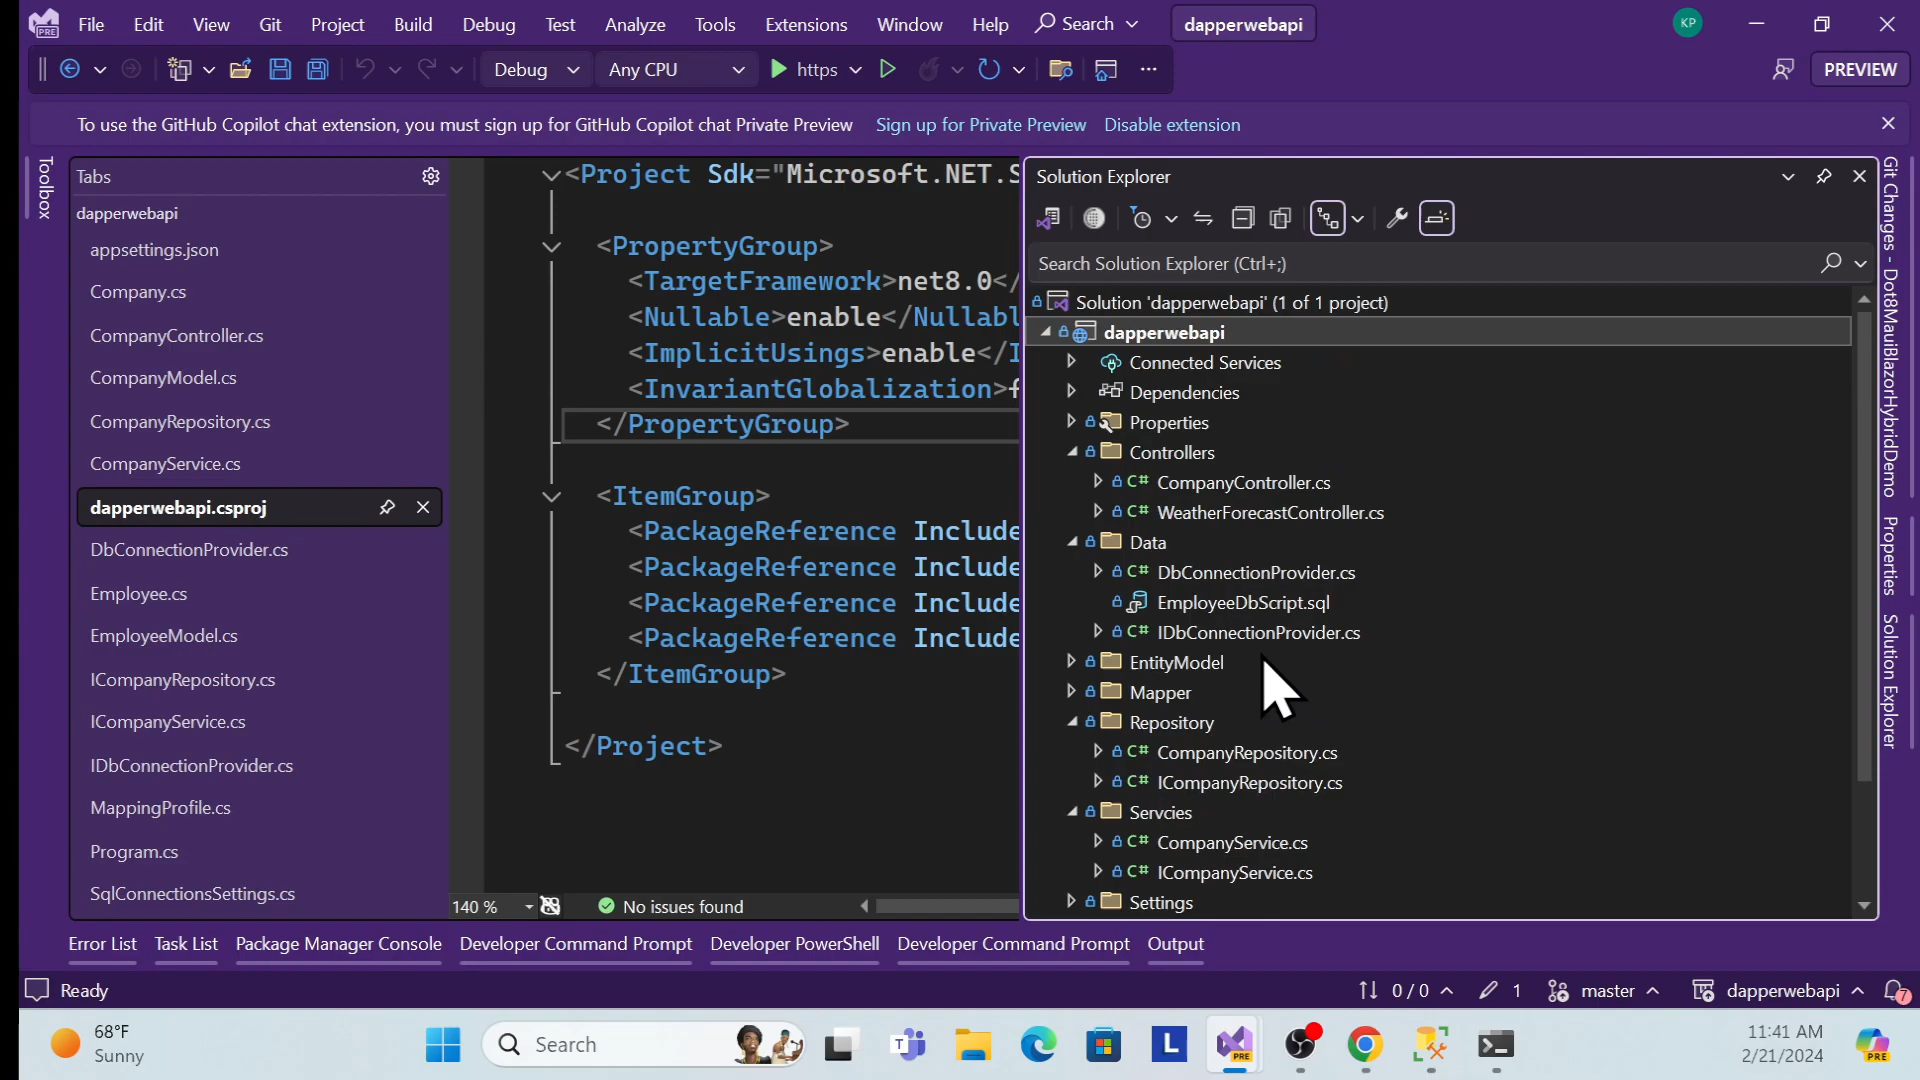 File Edit View Git Project Build Debug Test Analyze Tools Extensions Window Help Search dapperwebapi KP
PRE
Debug Any CPU https PREVIEW
To use the GitHub Copilot chat extension, you must sign up for GitHub Copilot chat Private Preview Sign up for Private Preview Disable extension
Toolbox
Tabs
dapperwebapi
appsettings.json
Company.cs
CompanyController.cs
CompanyModel.cs
CompanyRepository.cs
CompanyService.cs
dapperwebapi.csproj
DbConnectionProvider.cs
Employee.cs
EmployeeModel.cs
ICompanyRepository.cs
ICompanyService.cs
IDbConnectionProvider.cs
MappingProfile.cs
Program.cs
SqlConnectionsSettings.cs
<Project Sdk="Microsoft.NET.S
<PropertyGroup>
<TargetFramework>net8.0</
<Nullable>enable</Nullabl
<ImplicitUsings>enable</I
<InvariantGlobalization>f
</PropertyGroup>
<ItemGroup>
<PackageReference Include
<PackageReference Include
<PackageReference Include
<PackageReference Include
</ItemGroup>
</Project>
140 % No issues found
Solution Explorer
Search Solution Explorer (Ctrl+;)
Solution 'dapperwebapi' (1 of 1 project)
dapperwebapi
Connected Services
Dependencies
Properties
Controllers
C# CompanyController.cs
C# WeatherForecastController.cs
Data
C# DbConnectionProvider.cs
EmployeeDbScript.sql
C# IDbConnectionProvider.cs
EntityModel
Mapper
Repository
C# CompanyRepository.cs
C# ICompanyRepository.cs
Servcies
C# CompanyService.cs
C# ICompanyService.cs
Settings
Git Changes - Dot8MauiBlazorHybridDemo
Properties
Solution Explorer
Error List Task List Package Manager Console Developer Command Prompt Developer PowerShell Developer Command Prompt Output
Ready 0 / 0 1 master dapperwebapi 7
68°F
Sunny
Search
T
L
PRE
11:41 AM
2/21/2024
PRE